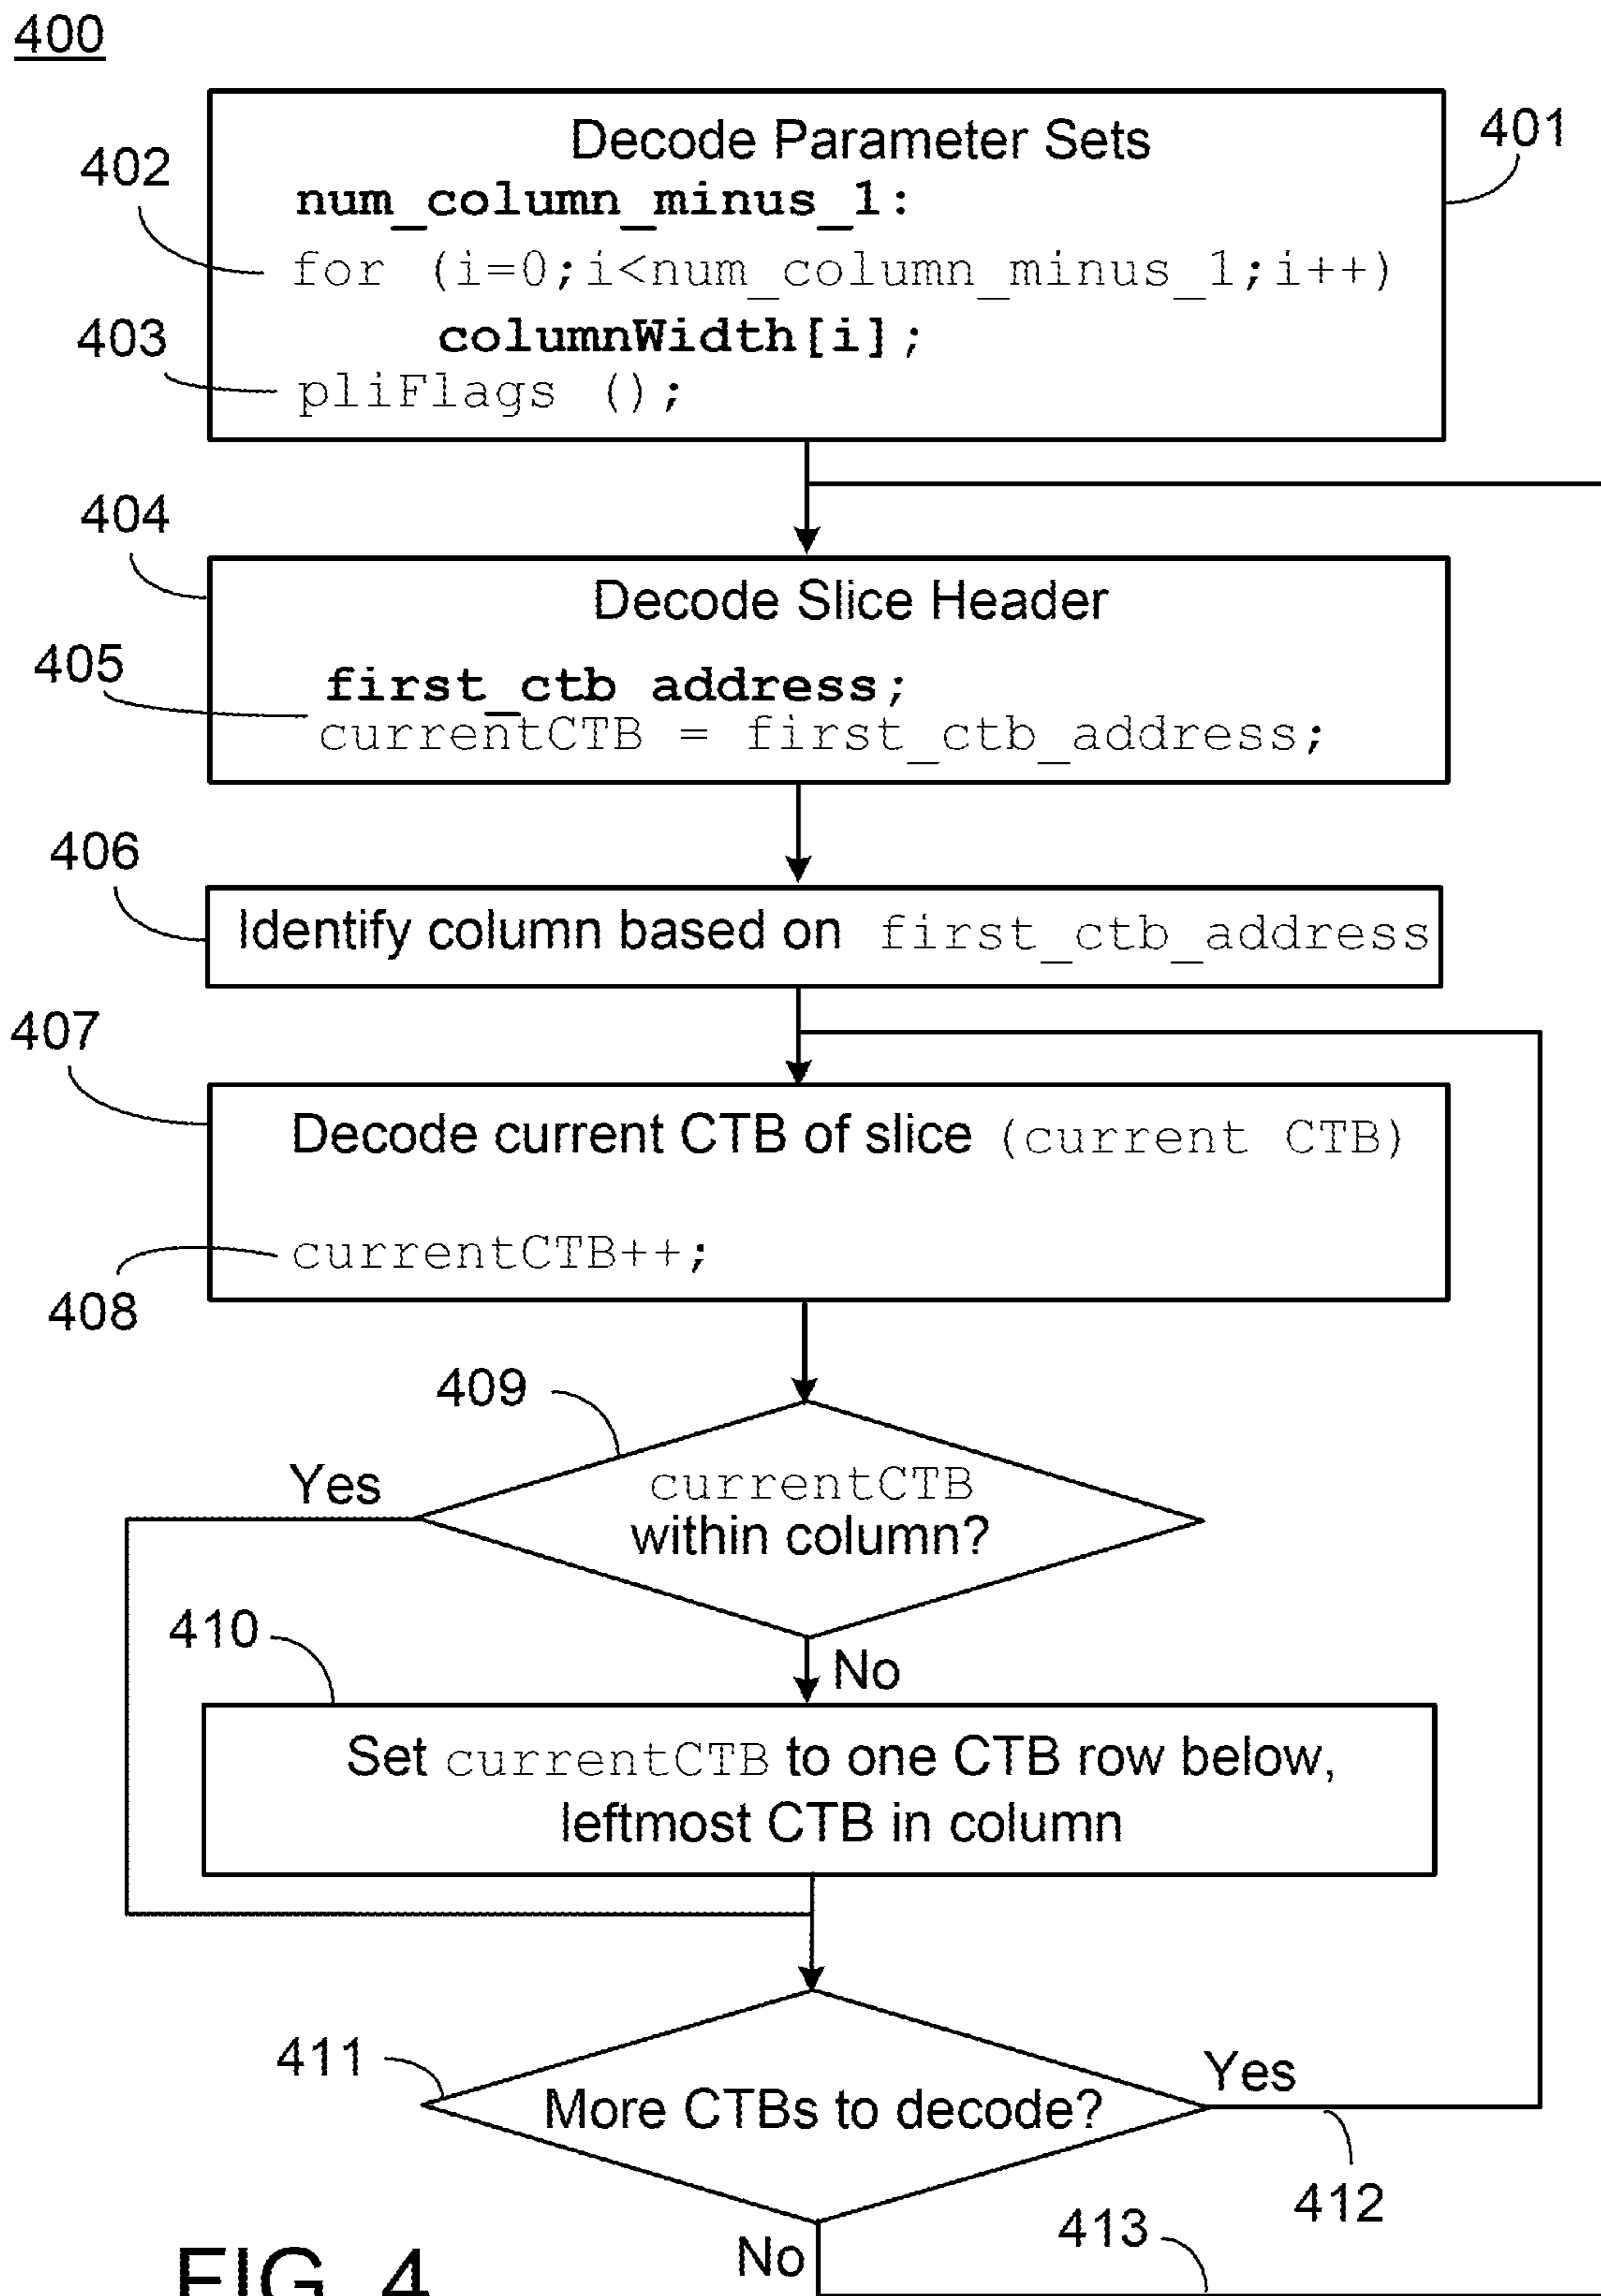 400
Decode Parameter Sets
401
402
num_column_minus_1:
for (i=0;i<num_column_minus_1;i++)
columnWidth[i];
403
pliFlags ();
404
Decode Slice Header
405
first_ctb address;
currentCTB = first_ctb_address;
406
Identify column based on first_ctb_address
407
Decode current CTB of slice (current CTB)
currentCTB++;
408
409
Yes
currentCTB
within column?
410
No
Set currentCTB to one CTB row below,
leftmost CTB in column
411
More CTBs to decode?
Yes
412
413
No
FIG. 4